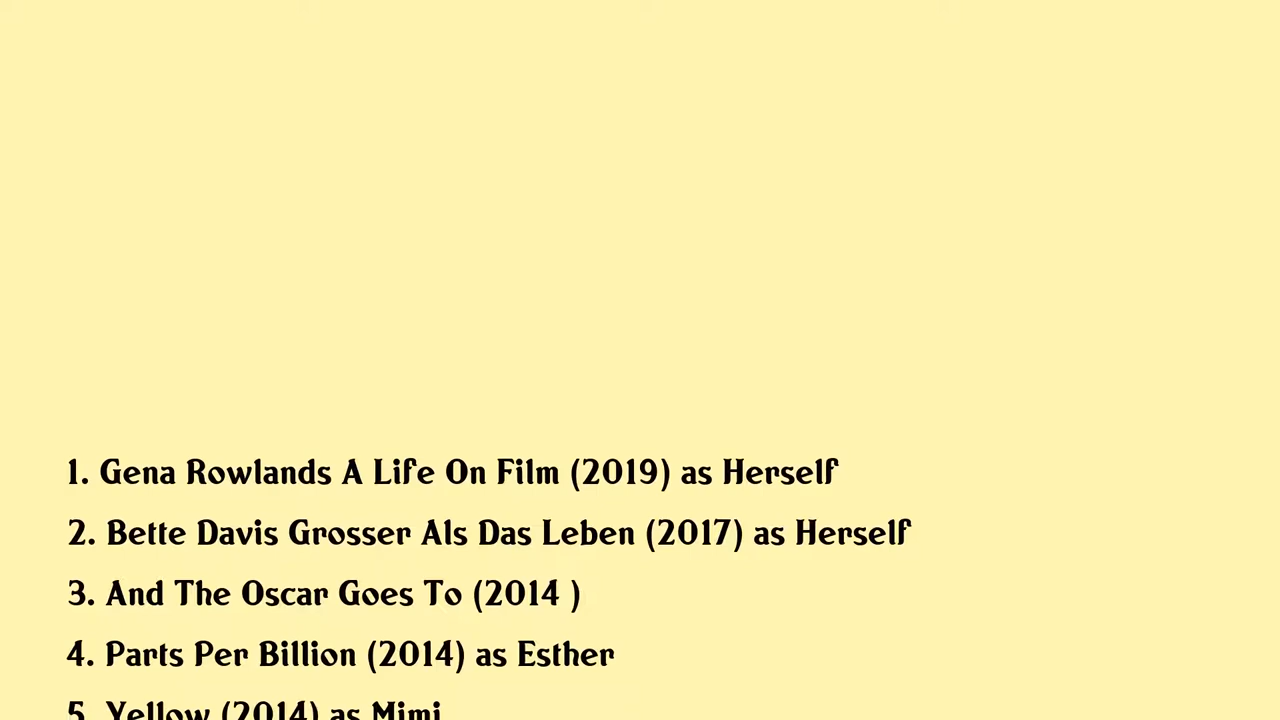 1. Gena Rowlands A Life On Film (2019) as Herself
2. Bette Davis Grosser Als Das Leben (2017) as Herself
3. And The Oscar Goes To (2014 )
4. Parts Per Billion (2014) as Esther
5. Yellow (2014) as Mimi